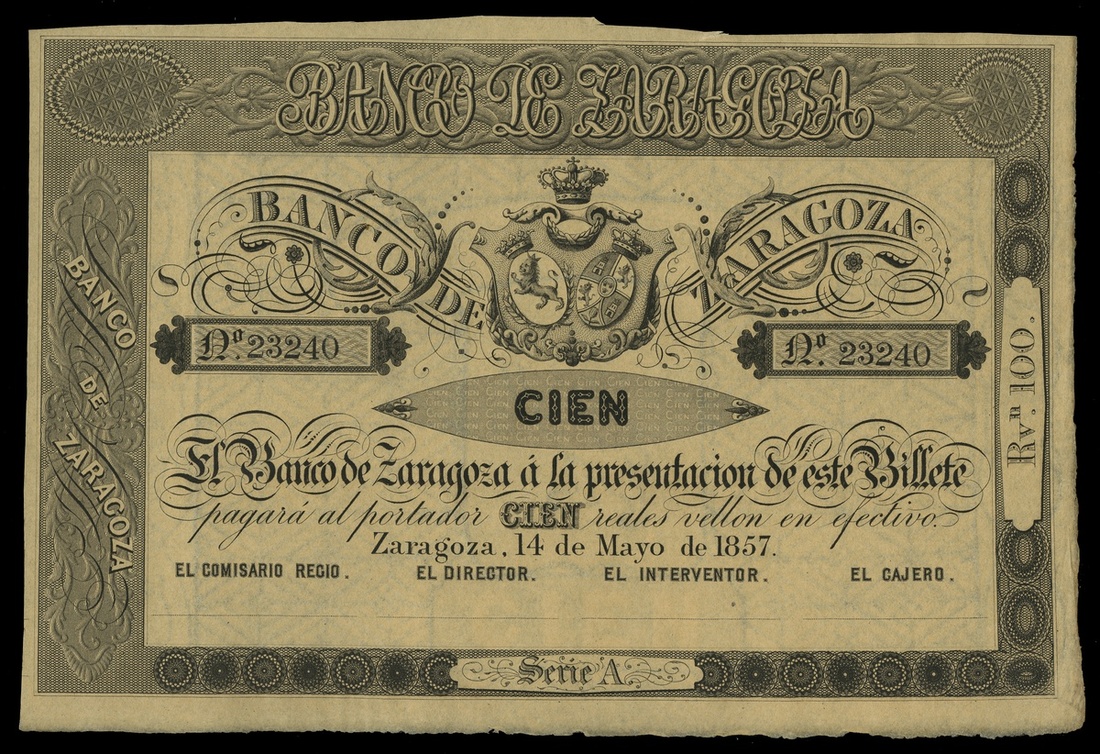 BANCO DE ZARAGOZA
BANCO DE ZARAGOZA
Nº. 23240
Nº. 23240
CIEN
El Banco de Zaragoza á la presentacion de este Billete
pagará al portador CIEN reales vellon en efectivo.
Zaragoza, 14 de Mayo de 1857.
EL COMISARIO REGIO. EL DIRECTOR. EL INTERVENTOR. EL CAJERO.
Serie A
BANCO DE ZARAGOZA
Rvn. 100.